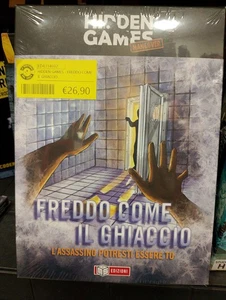 HIDDEN
GAMES
€26,90
FREDDO COME
IL GHIACCIO
L'ASSASSINO POTRESTI ESSERE TU
EDIZIONI